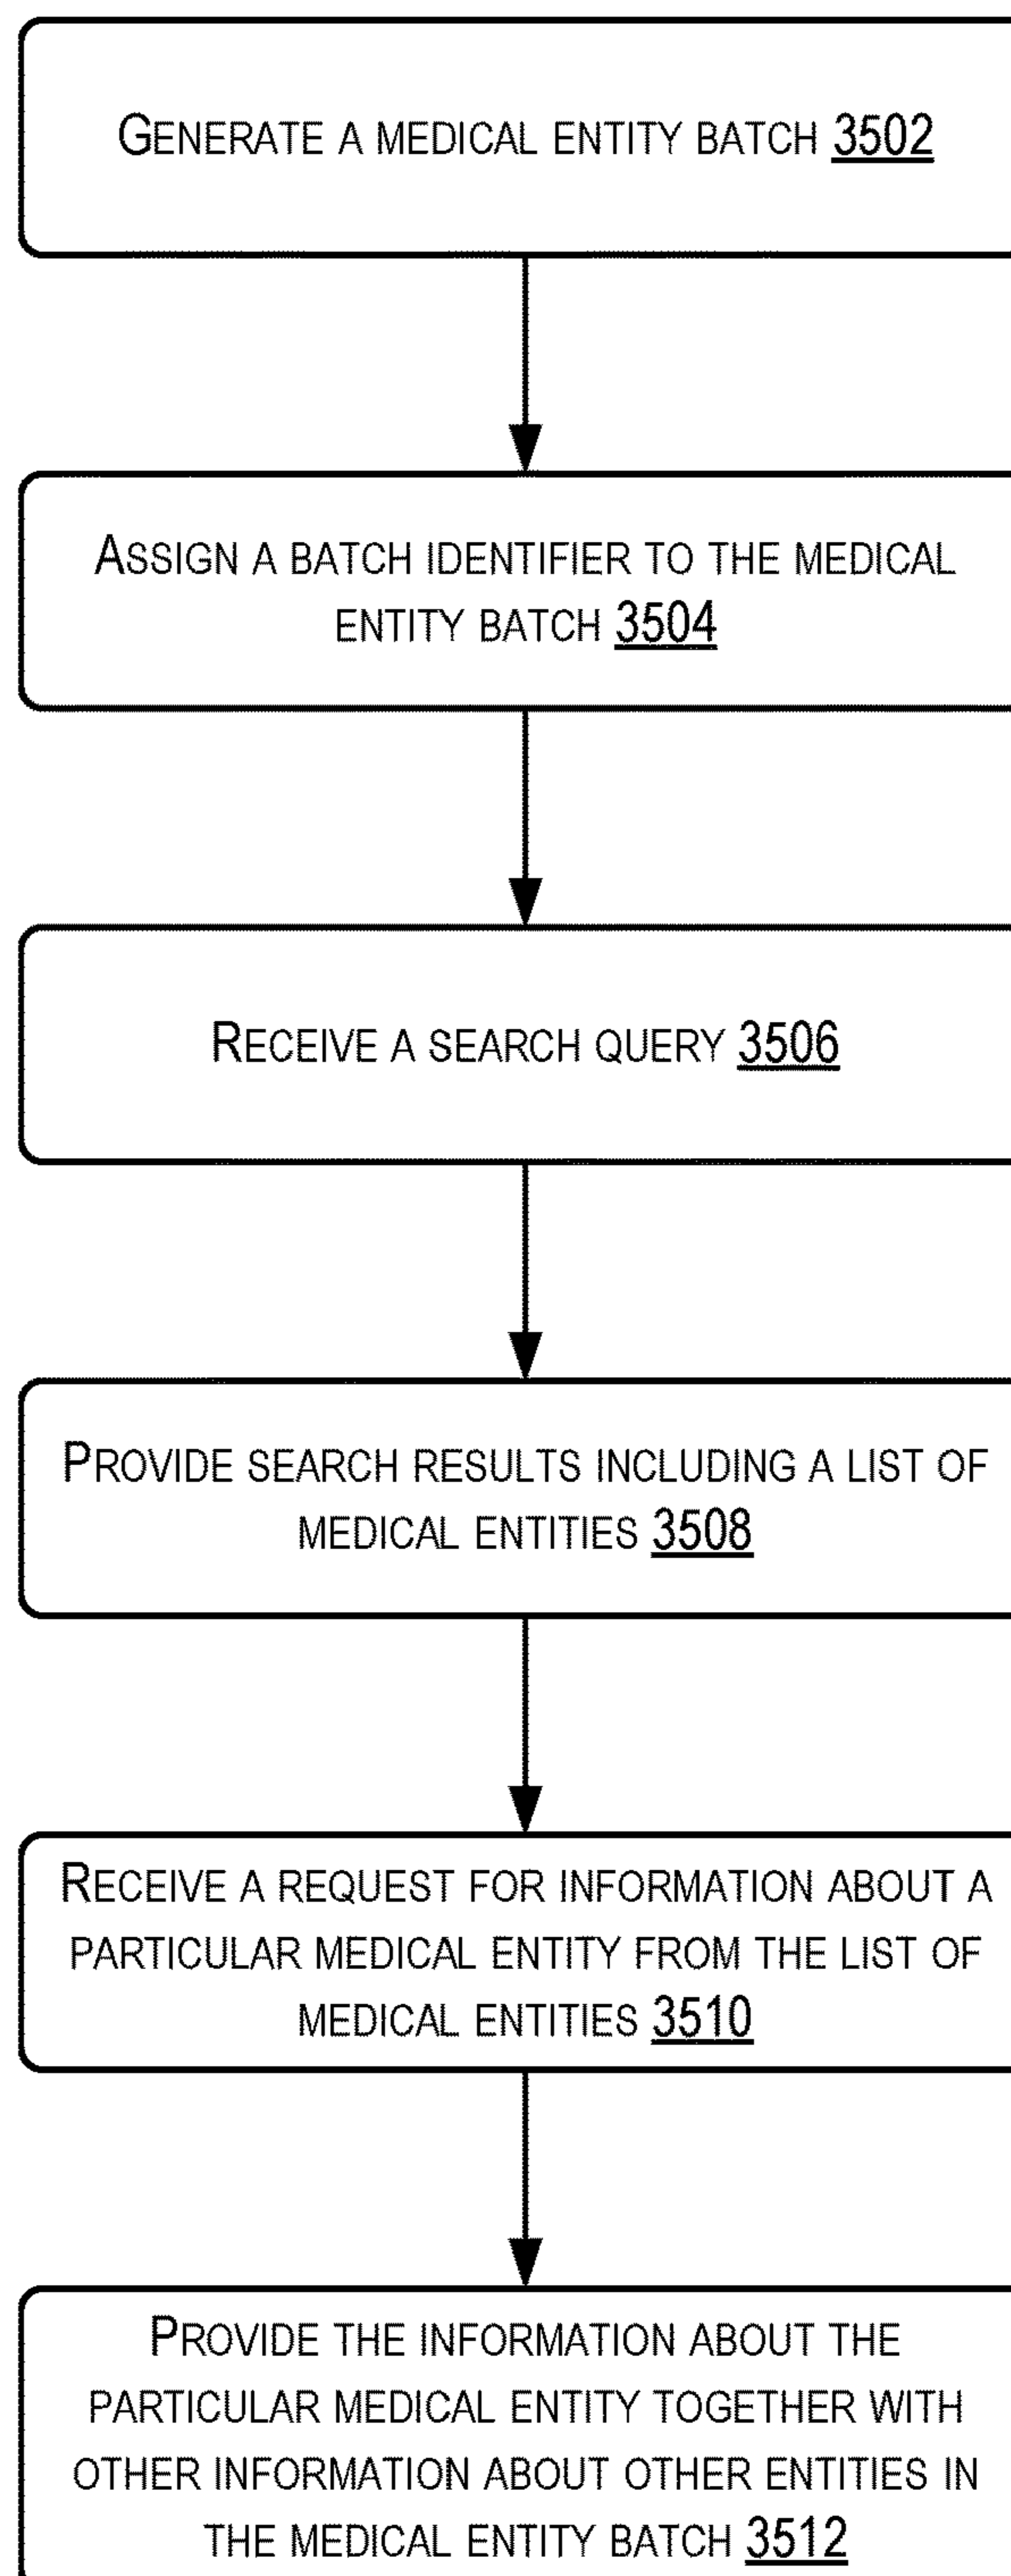 GENERATE A MEDICAL ENTITY BATCH 3502
ASSIGN A BATCH IDENTIFIER TO THE MEDICAL
ENTITY BATCH 3504
RECEIVE A SEARCH QUERY 3506
PROVIDE SEARCH RESULTS INCLUDING A LIST OF
MEDICAL ENTITIES 3508
RECEIVE A REQUEST FOR INFORMATION ABOUT A
PARTICULAR MEDICAL ENTITY FROM THE LIST OF
MEDICAL ENTITIES 3510
PROVIDE THE INFORMATION ABOUT THE
PARTICULAR MEDICAL ENTITY TOGETHER WITH
OTHER INFORMATION ABOUT OTHER ENTITIES IN
THE MEDICAL ENTITY BATCH 3512